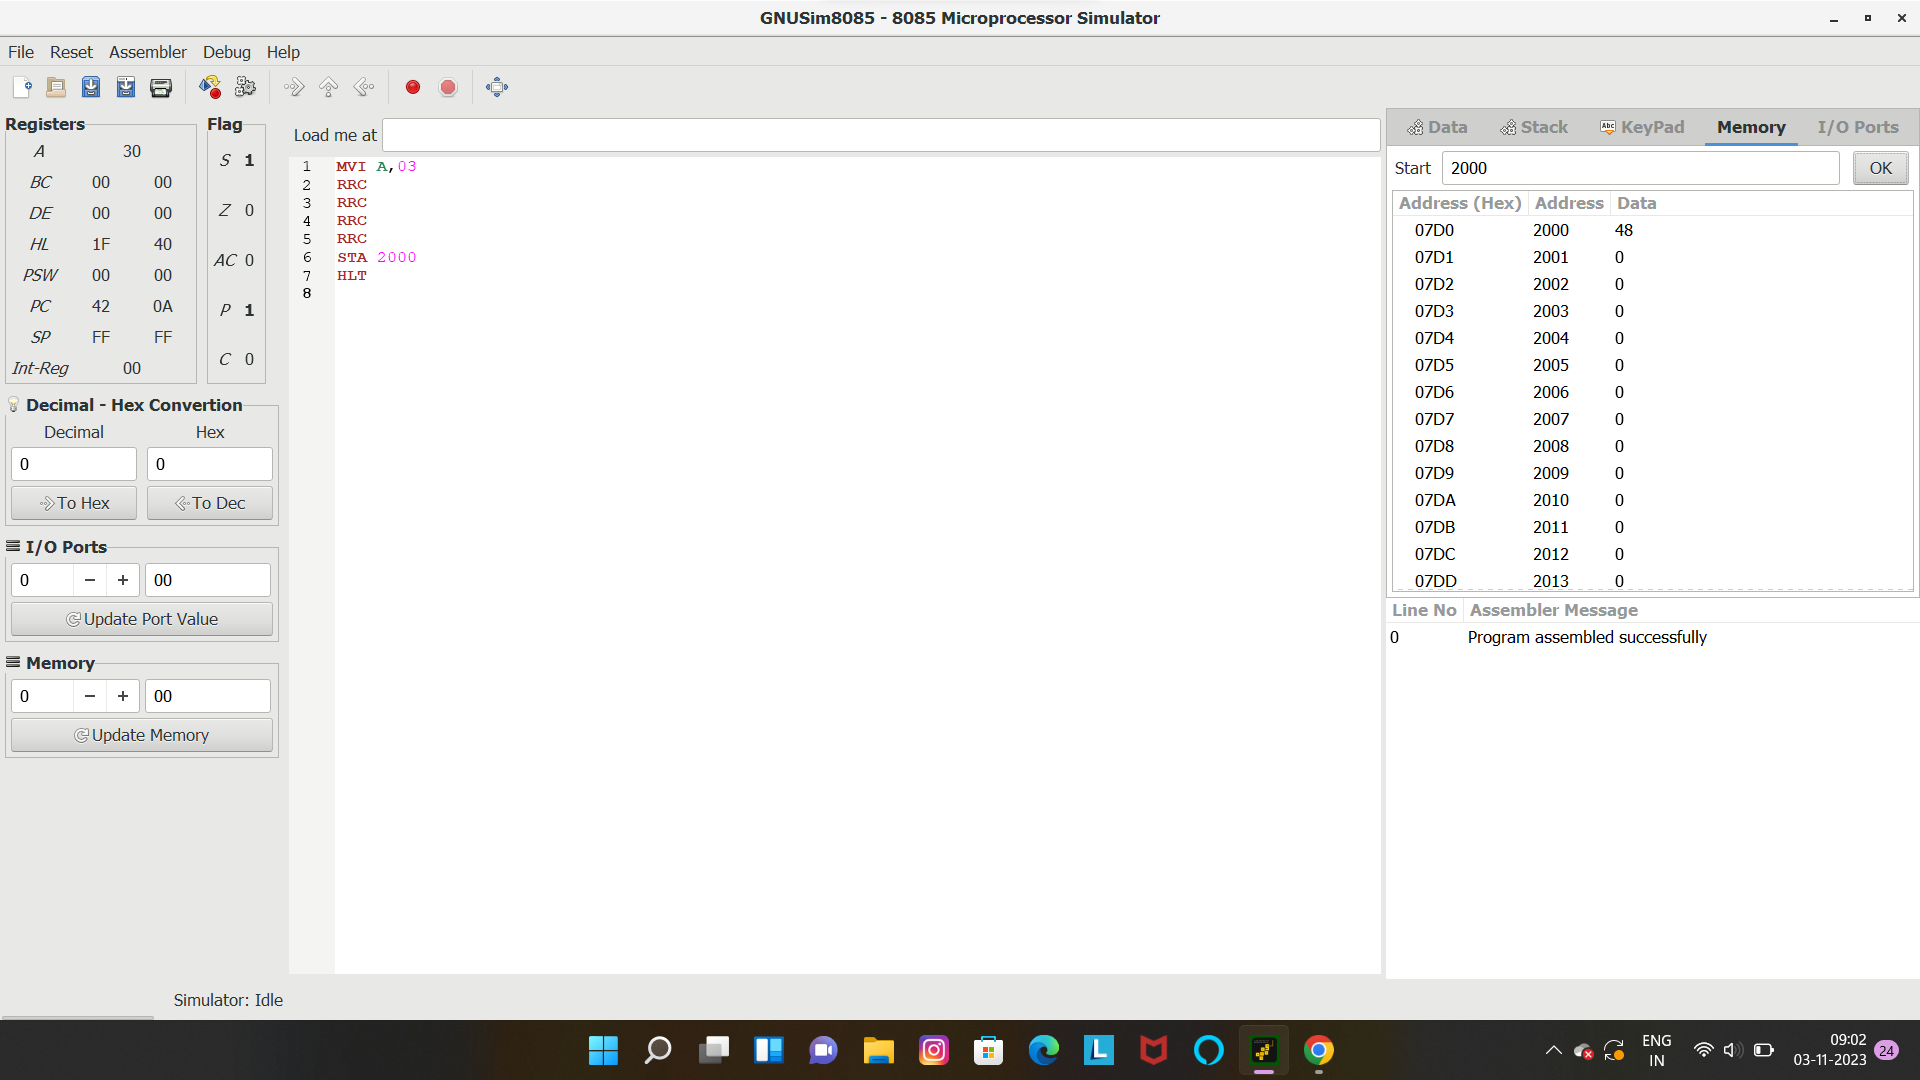 GNUSim8085 - 8085 Microprocessor Simulator
File Reset Assembler Debug Help
Registers
A 30
BC 00 00
DE 00 00
HL 1F 40
PSW 00 00
PC 42 0A
SP FF FF
Int-Reg 00
Flag
S 1
Z 0
AC 0
P 1
C 0
Decimal - Hex Convertion
Decimal Hex
0 0
To Hex To Dec
I/O Ports
0 − + 00
Update Port Value
Memory
0 − + 00
Update Memory
Load me at
1 MVI A,03
2 RRC
3 RRC
4 RRC
5 RRC
6 STA 2000
7 HLT
8
Data Stack Abc KeyPad Memory I/O Ports
Start 2000 OK
Address (Hex) Address Data
07D0 2000 48
07D1 2001 0
07D2 2002 0
07D3 2003 0
07D4 2004 0
07D5 2005 0
07D6 2006 0
07D7 2007 0
07D8 2008 0
07D9 2009 0
07DA 2010 0
07DB 2011 0
07DC 2012 0
07DD 2013 0
Line No Assembler Message
0 Program assembled successfully
Simulator: Idle
L
ENG
IN
09:02
03-11-2023
24